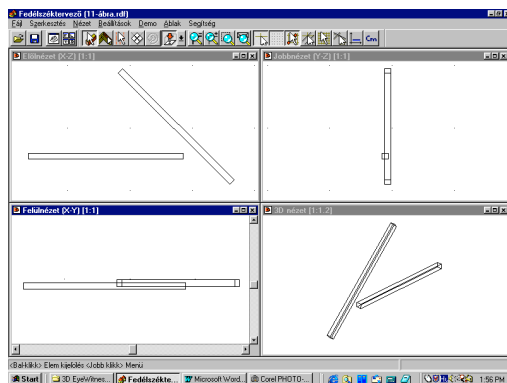 Fedélszéktervező (11-ábra.rdf)
Fájl Szerkesztés Nézet Beállítások Demo Ablak Segítség
Cm
Elölnézet (X-Z) [1:1]
Jobbnézet (Y-Z) [1:1]
Felülnézet (X-Y) [1:1]
3D nézet [1:1.2]
<Bal-klikk> Elem kijelölés <Jobb klikk> Menü
Start 3D EyeWitnes... Fedélszékte... Microsoft Word... Corel PHOTO-... 1:56 PM